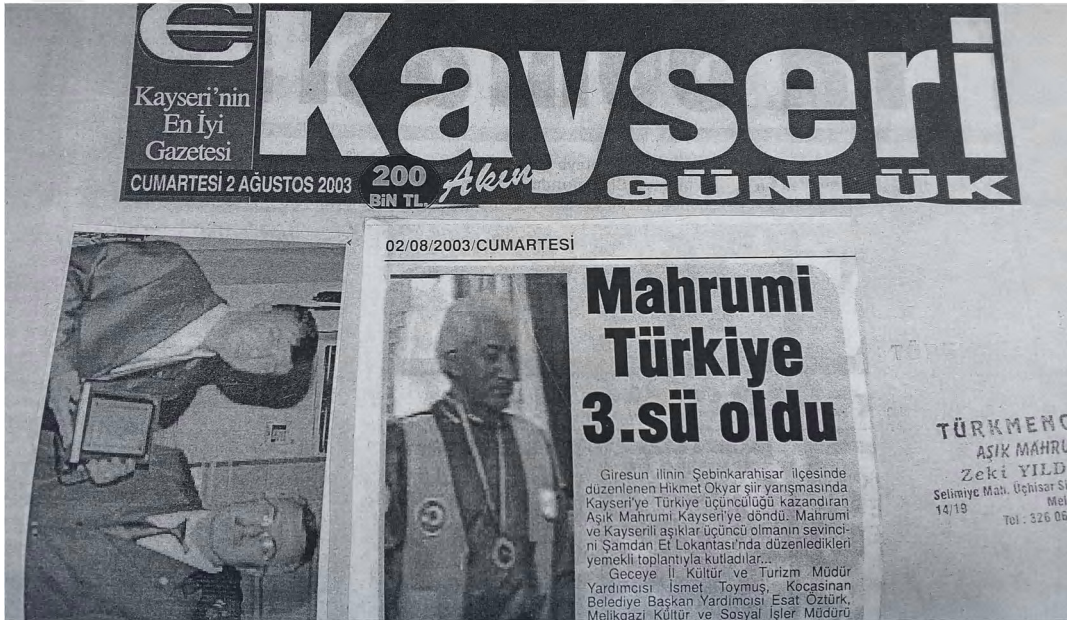 Kayseri'nin
En İyi
Gazetesi
Kayseri
CUMARTESİ 2 AĞUSTOS 2003
200
BİN TL.
Akın
GÜNLÜK
02/08/2003/CUMARTESİ
Mahrumi
Türkiye
3.sü oldu
Giresun ilinin Şebinkarahisar ilçesinde
düzenlenen Hikmet Okyar şiir yarışmasında
Kayseri'ye Türkiye üçüncülüğü kazandıran
Aşık Mahrumi Kayseri'ye döndü. Mahrumi
ve Kayserili aşıklar üçüncü olmanın sevinci-
ni Şamdan Et Lokantası'nda düzenledikleri
yemekli toplantıyla kutladılar...
Geceye İl Kültür ve Turizm Müdür
Yardımcısı İsmet Toymuş, Kocasinan
Belediye Başkan Yardımcısı Esat Öztürk,
Melikgazi Kültür ve Sosyal İşler Müdürü
TÜRKMENO
AŞIK MAHRU
Zeki YILD
Selimiye Mah. Üçhisar S
14/19 Mel
Tel : 326 06